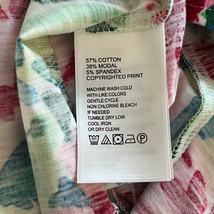 57% COTTON
38% MODAL
5% SPANDEX
COPYRIGHTED PRINT
MACHINE WASH COLD
WITH LIKE COLORS
GENTLE CYCLE
NON CHLORINE BLEACH
IF NEEDED
TUMBLE DRY LOW
COOL IRON
OR DRY CLEAN